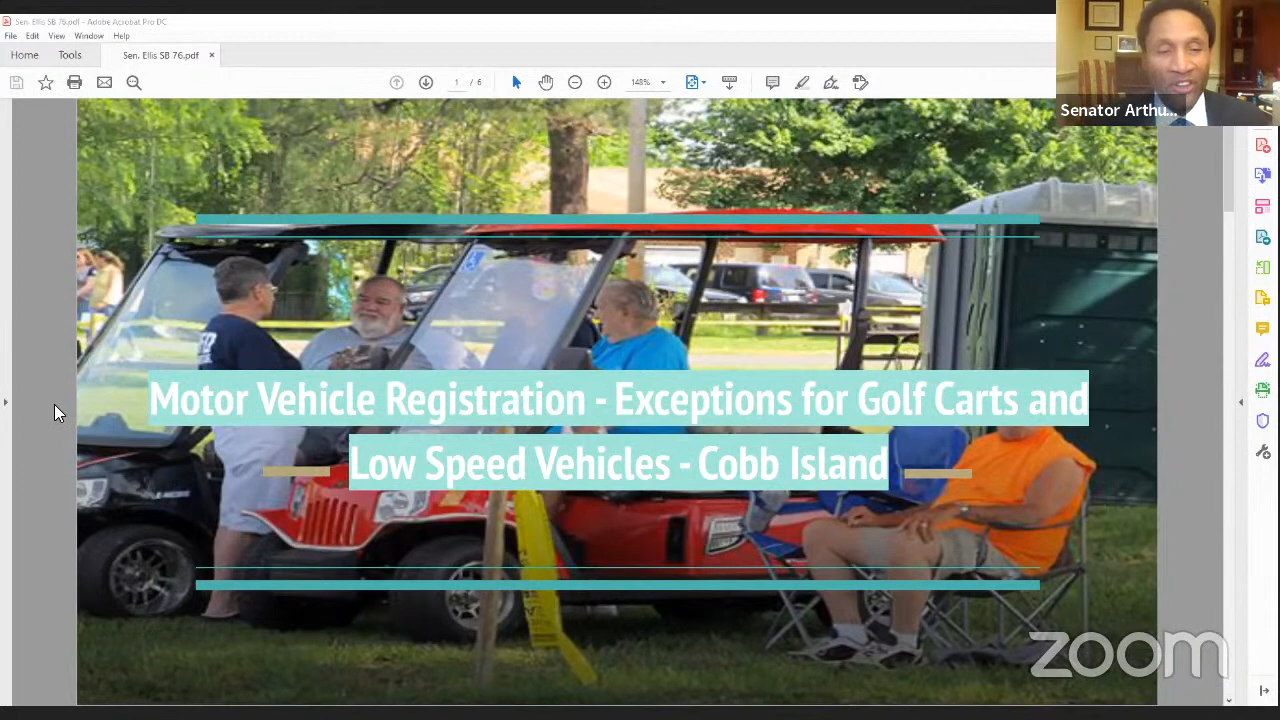 Sen. Ellis SB 76.pdf - Adobe Acrobat Pro DC
File Edit View Window Help
Home Tools Sen. Ellis SB 76.pdf ×
1 / 6 148%
Senator Arthu...
Motor Vehicle Registration - Exceptions for Golf Carts and
Low Speed Vehicles - Cobb Island
zoom